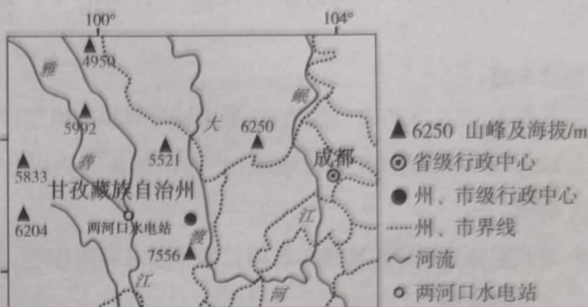 100°
104°
4950
雅
5992
大
岷
6250
5521
成都
5833
砻
甘孜藏族自治州
6204
两河口水电站
渡
江
7556
江
河
▲6250 山峰及海拔/m
省级行政中心
州、市级行政中心
州、市界线
河流
两河口水电站